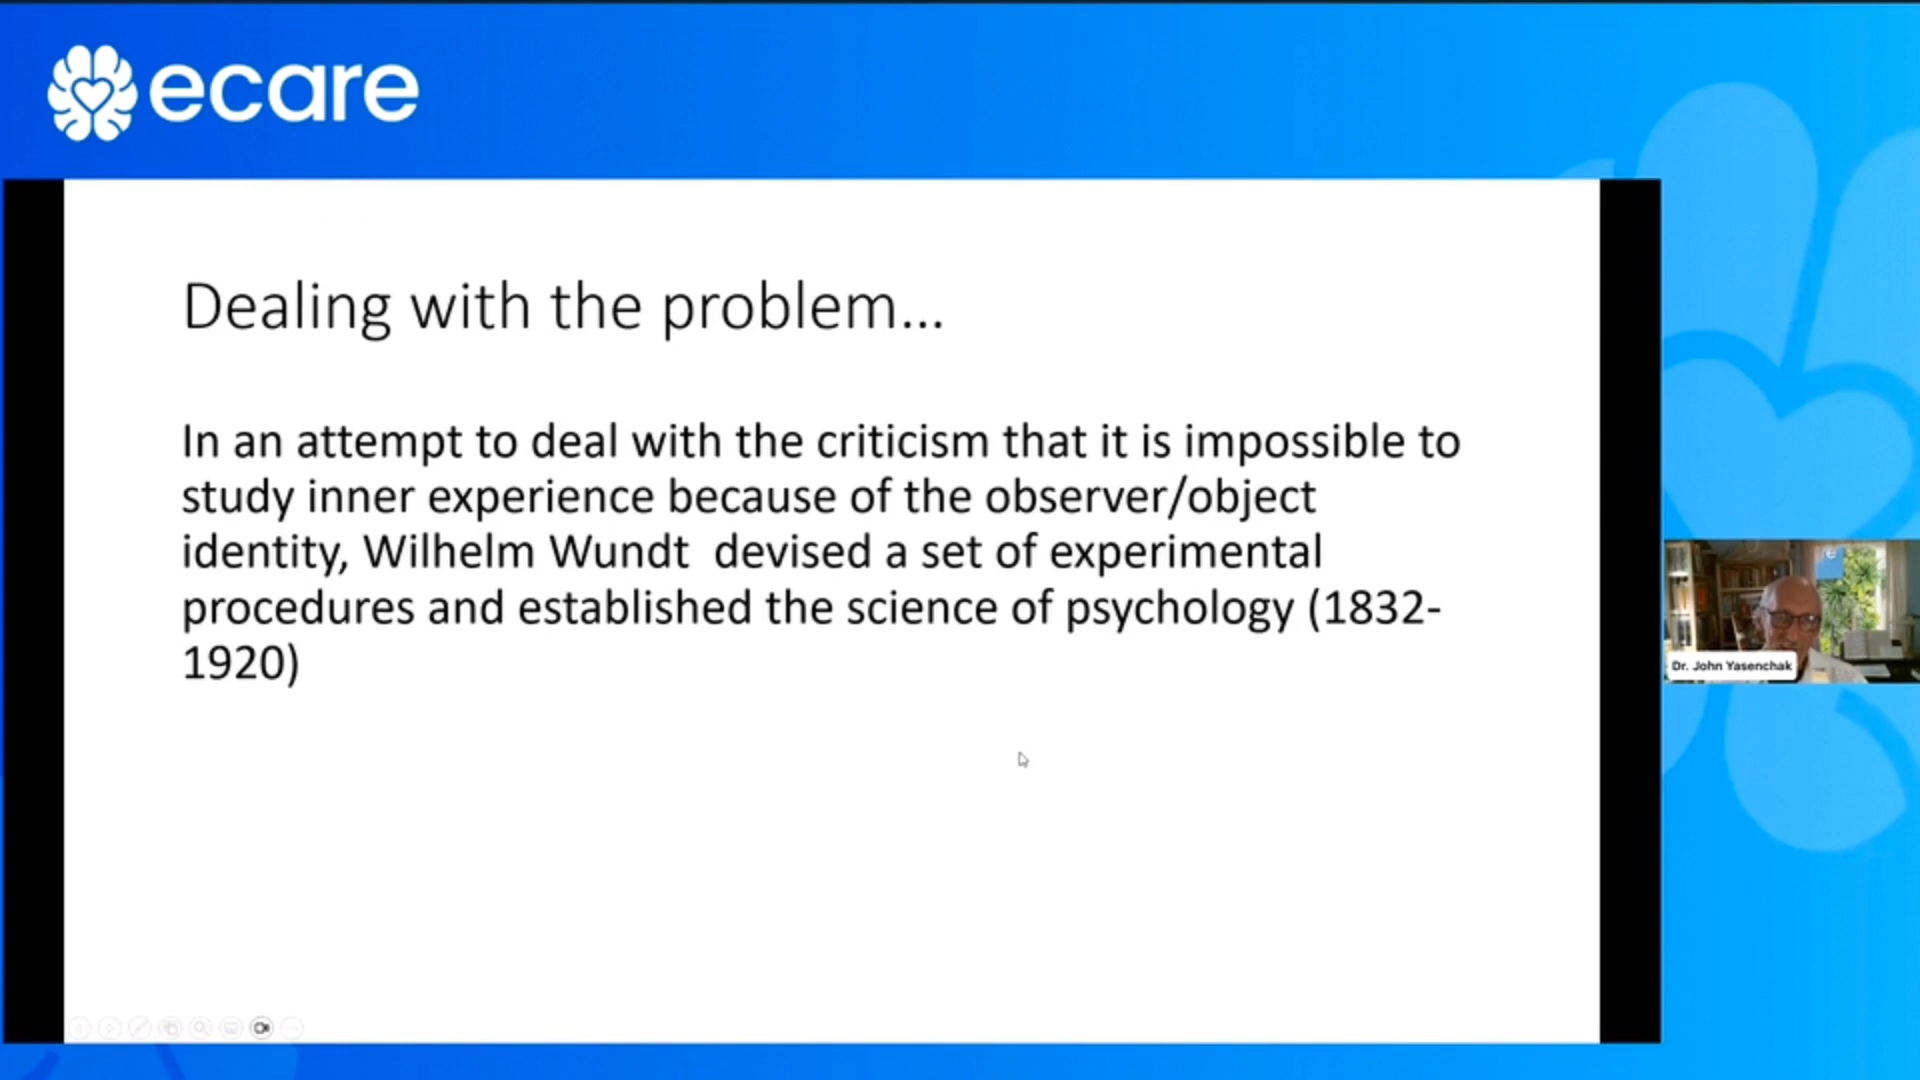 ecare
Dealing with the problem...
In an attempt to deal with the criticism that it is impossible to
study inner experience because of the observer/object
identity, Wilhelm Wundt  devised a set of experimental
procedures and established the science of psychology (1832-
1920)
Dr. John Yasenchak